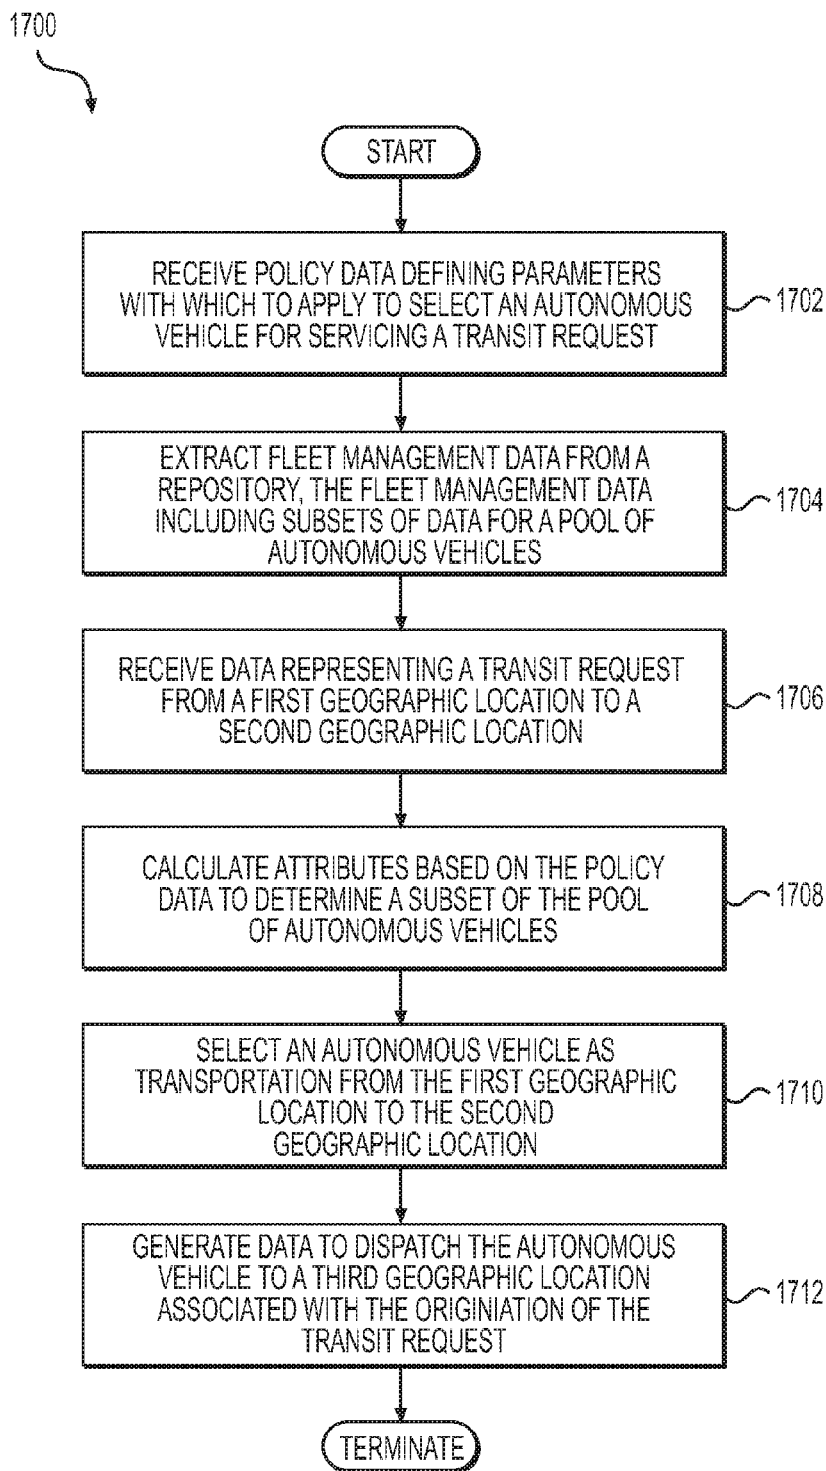 1700
START
RECEIVE POLICY DATA DEFINING PARAMETERS
WITH WHICH TO APPLY TO SELECT AN AUTONOMOUS
VEHICLE FOR SERVICING A TRANSIT REQUEST
1702
EXTRACT FLEET MANAGEMENT DATA FROM A
REPOSITORY, THE FLEET MANAGEMENT DATA
INCLUDING SUBSETS OF DATA FOR A POOL OF
AUTONOMOUS VEHICLES
1704
RECEIVE DATA REPRESENTING A TRANSIT REQUEST
FROM A FIRST GEOGRAPHIC LOCATION TO A
SECOND GEOGRAPHIC LOCATION
1706
CALCULATE ATTRIBUTES BASED ON THE POLICY
DATA TO DETERMINE A SUBSET OF THE POOL
OF AUTONOMOUS VEHICLES
1708
SELECT AN AUTONOMOUS VEHICLE AS
TRANSPORTATION FROM THE FIRST GEOGRAPHIC
LOCATION TO THE SECOND
GEOGRAPHIC LOCATION
1710
GENERATE DATA TO DISPATCH THE AUTONOMOUS
VEHICLE TO A THIRD GEOGRAPHIC LOCATION
ASSOCIATED WITH THE ORIGINIATION OF THE
TRANSIT REQUEST
1712
TERMINATE